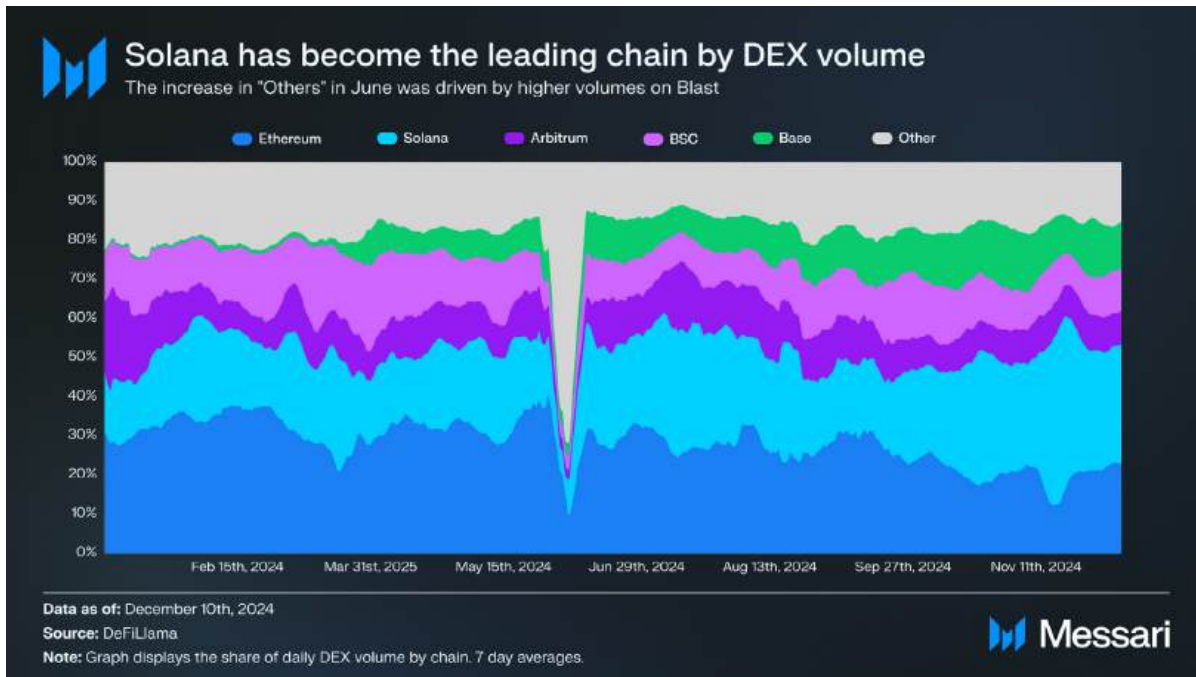 Solana has become the leading chain by DEX volume
The increase in "Others" in June was driven by higher volumes on Blast
Ethereum Solana Arbitrum BSC Base Other
100%
90%
80%
70%
60%
50%
40%
30%
20%
10%
0%
Feb 15th, 2024 Mar 31st, 2025 May 15th, 2024 Jun 29th, 2024 Aug 13th, 2024 Sep 27th, 2024 Nov 11th, 2024
Data as of: December 10th, 2024
Source: DeFiLlama
Note: Graph displays the share of daily DEX volume by chain. 7 day averages.
Messari